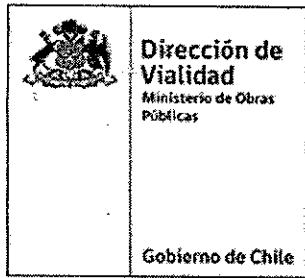 Dirección de
Vialidad
Ministerio de Obras
Públicas
Gobierno de Chile